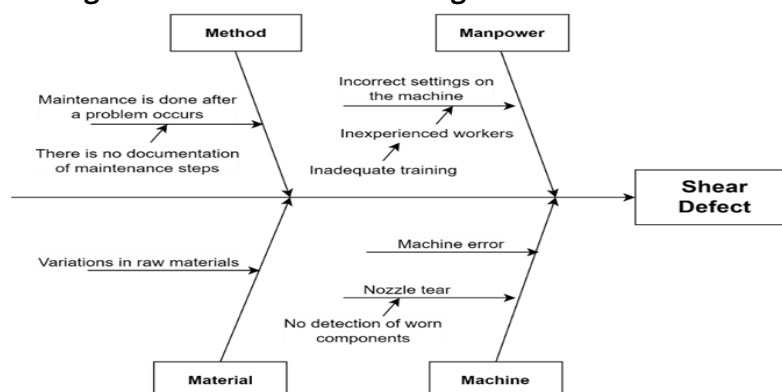 Method
Manpower
Maintenance is done after
a problem occurs
There is no documentation
of maintenance steps
Incorrect settings on
the machine
Inexperienced workers
Inadequate training
Shear
Defect
Variations in raw materials
Machine error
Nozzle tear
No detection of worn
components
Material
Machine